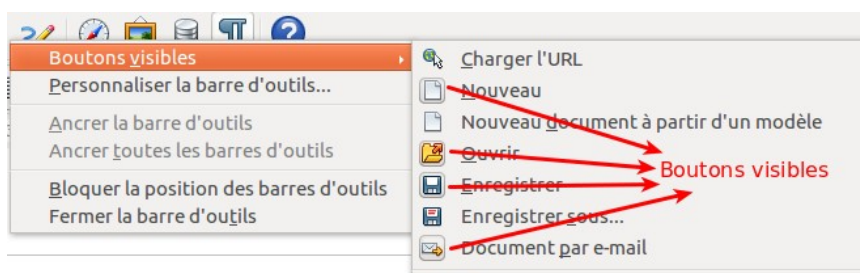 Boutons visibles
Personnaliser la barre d'outils...
Ancrer la barre d'outils
Ancrer toutes les barres d'outils
Bloquer la position des barres d'outils
Fermer la barre d'outils
Charger l'URL
Nouveau
Nouveau document à partir d'un modèle
Ouvrir
Enregistrer
Enregistrer sous...
Document par e-mail
Boutons visibles